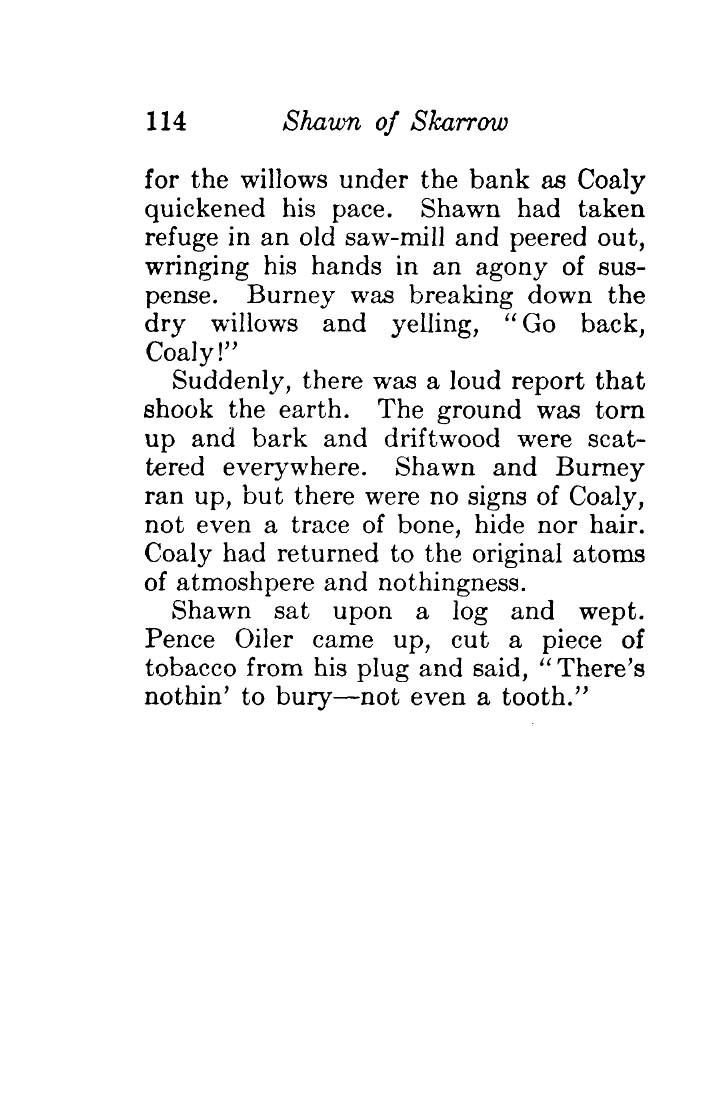 114 Shawn of Skarrow
for the willows under the bank as Coaly
quickened his pace. Shawn had taken
refuge in an old saw-mill and peered out,
wringing his hands in an agony of sus-
pense. Burney was breaking down the
dry willows and yelling, “Go back,
Coaly!”
Suddenly, there was a loud report that
shook the earth. The ground was torn
up and bark and driftwood were scat-
tered everywhere. Shawn and Burney
ran up, but there were no signs of Coaly,
not even a trace of bone, hide nor hair.
Coaly had returned to the original atoms
of atmoshpere and nothingness.
Shawn sat upon a log and wept.
Pence Oiler came up, cut a piece of
tobacco from his plug and said, “There’s
nothin’ to bury—not even a tooth.”